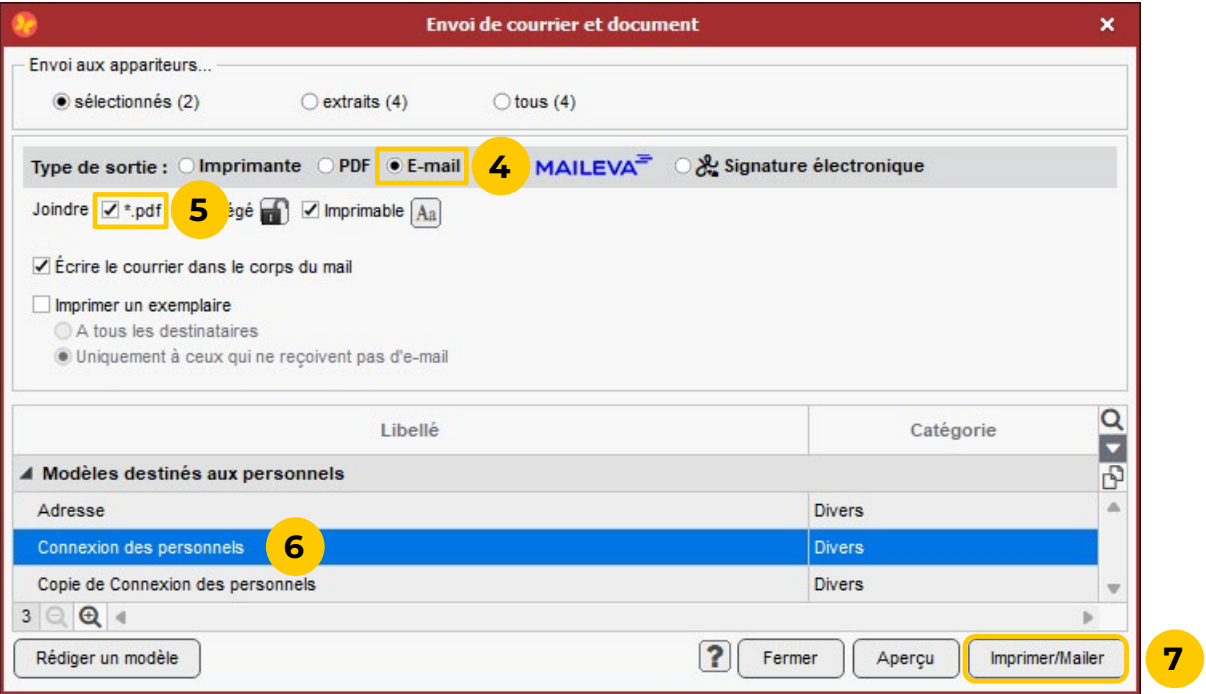 Envoi de courrier et document
Envoi aux appariteurs...
sélectionnés (2) extraits (4) tous (4)
Type de sortie : Imprimante PDF E-mail 4 MAILEVA Signature électronique
Joindre *.pdf 5 égé Imprimable Aa
Écrire le courrier dans le corps du mail
Imprimer un exemplaire
A tous les destinataires
Uniquement à ceux qui ne reçoivent pas d'e-mail
Libellé Catégorie
Modèles destinés aux personnels
Adresse Divers
Connexion des personnels 6 Divers
Copie de Connexion des personnels Divers
3
Rédiger un modèle ? Fermer Aperçu Imprimer/Mailer 7